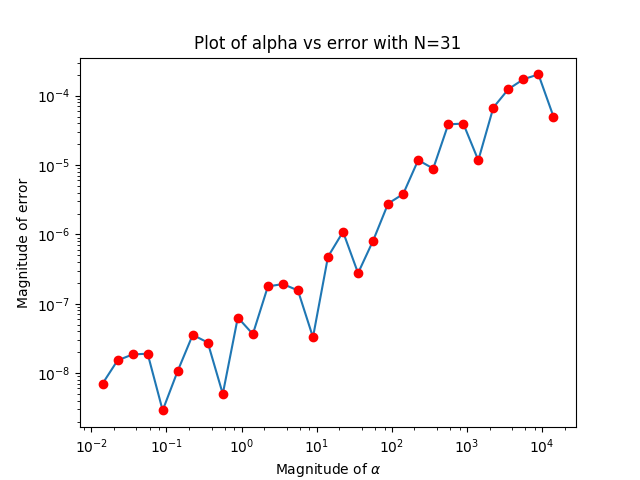 Plot of alpha vs error with N=31
Magnitude of error
10⁻⁴
10⁻⁵
10⁻⁶
10⁻⁷
10⁻⁸
10⁻² 10⁻¹ 10⁰ 10¹ 10² 10³ 10⁴
Magnitude of α